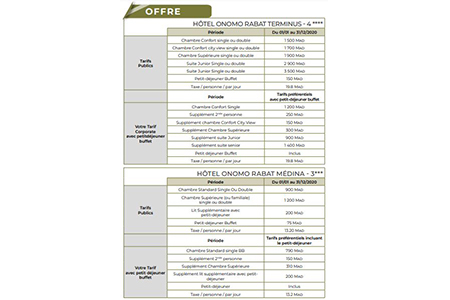 OFFRE
HÔTEL ONOMO RABAT TERMINUS - 4 ****
Période Du 01/01 au 31/12/2020
Tarifs Publics
Chambre Confort single ou double 1 500 MAD
Chambre Confort city view single ou double 1 700 MAD
Chambre Supérieure single ou double 1 900 MAD
Suite Junior Single ou double 2 900 MAD
Suite Junior Single ou double 3 500 MAD
Petit déjeuner Buffet 150 MAD
Taxe / personne / par jour 19.8 MAD
Période Tarifs préférentiels avec petit-déjeuner buffet
Votre Tarif Corporate avec petitdéjeuner buffet
Chambre Confort Single 1 200 MAD
Supplément 2ème personne 250 MAD
Supplement chambre Confort City View 150 MAD
Supplément Chambre Supérieure 300 MAD
Supplément Suite Junior 900 MAD
Supplément suite senior 1 400 MAD
Petit déjeuner Buffet Inclus
Taxe / personne / par jour 19.8 MAD
HÔTEL ONOMO RABAT MÉDINA - 3***
Période Du 01/01 au 31/12/2020
Tarifs Publics
Chambre Standard Single Ou Double 900 MAD
Chambre Supérieure (ou familiale) single ou double 1 200 MAD
Lit Supplémentaire avec petit-déjeuner 200 MAD
Petit déjeuner Buffet 75 MAD
Taxe / personne / par jour 13.20 MAD
Période Tarifs préférentiels incluant le petit-déjeuner
Votre Tarif avec petit déjeuner buffet
Chambre Standard single BB 790 MAD
Supplément 2ème personne 150 MAD
Supplément Chambre Supérieure 310 MAD
Supplément lit supplémentaire avec petit-déjeuner 200 MAD
Petit déjeuner Inclus
Taxe / personne / par jour 13.2 MAD